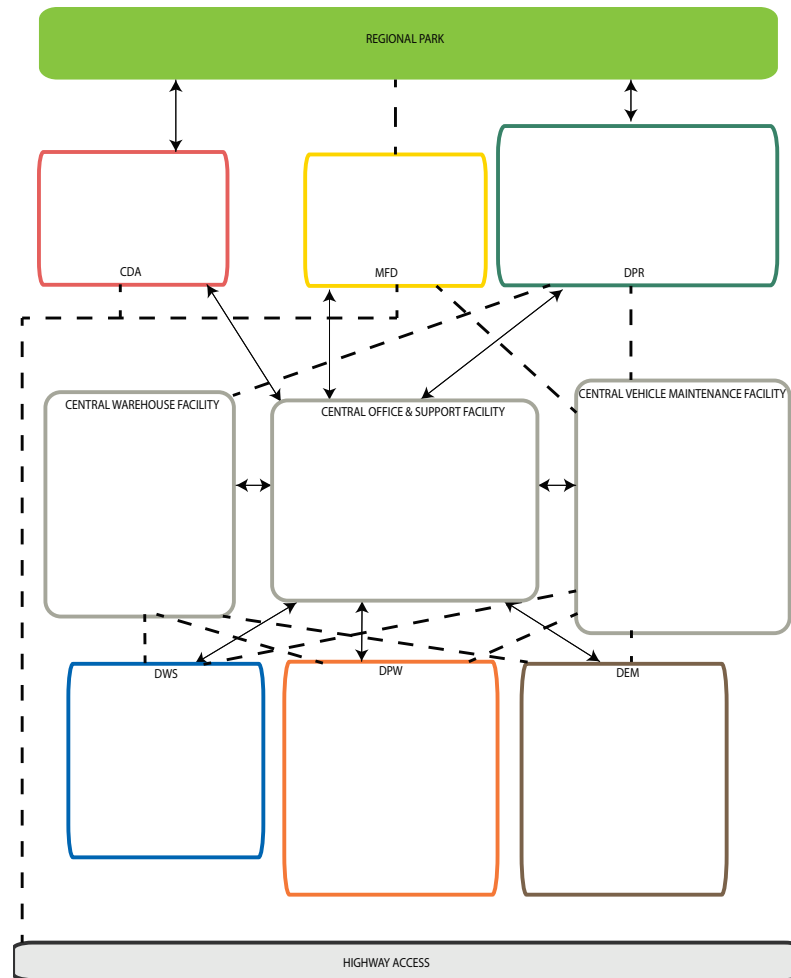 REGIONAL PARK
CDA
MFD
DPR
CENTRAL WAREHOUSE FACILITY
CENTRAL OFFICE & SUPPORT FACILITY
CENTRAL VEHICLE MAINTENANCE FACILITY
DWS
DPW
DEM
HIGHWAY ACCESS